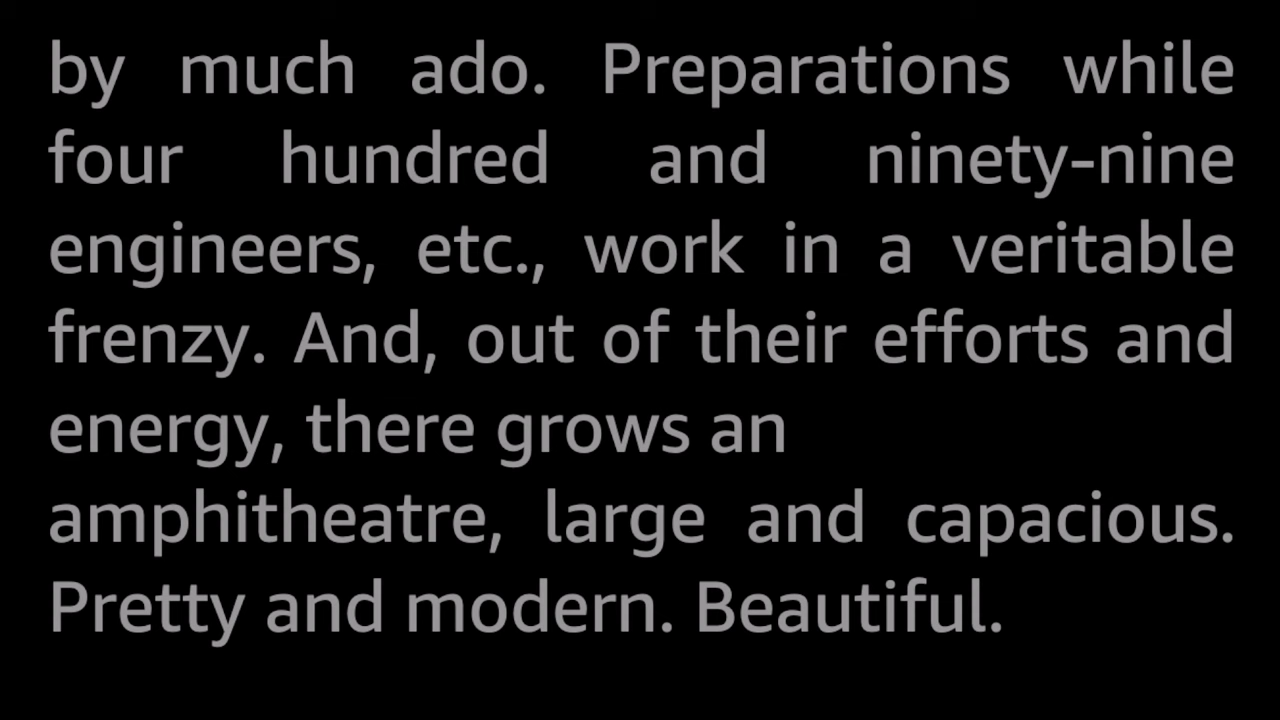 by much ado. Preparations while
four hundred and ninety-nine
engineers, etc., work in a veritable
frenzy. And, out of their efforts and
energy, there grows an
amphitheatre, large and capacious.
Pretty and modern. Beautiful.